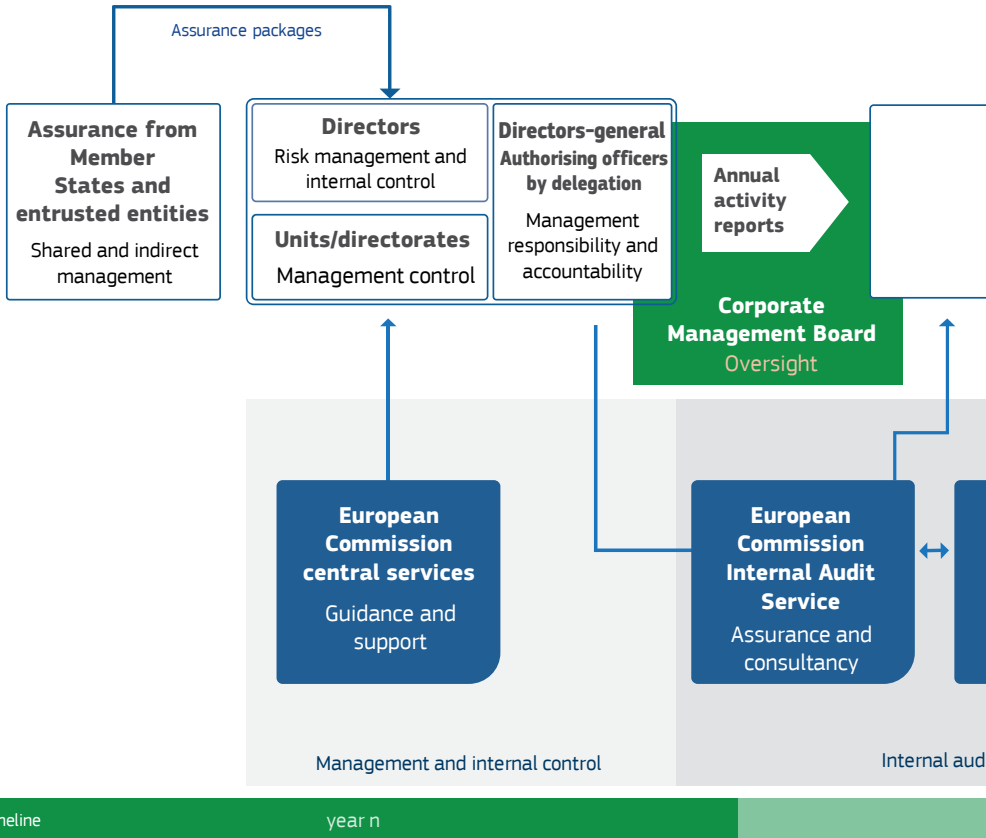 Assurance packages
Assurance from
Member
States and
entrusted entities
Shared and indirect
management
Directors
Risk management and
internal control
Units/directorates
Management control
Directors-general
Authorising officers
by delegation
Management
responsibility and
accountability
Annual
activity
reports
Corporate
Management Board
Oversight
European
Commission
central services
Guidance and
support
European
Commission
Internal Audit
Service
Assurance and
consultancy
Management and internal control
Internal aud
neline
year n